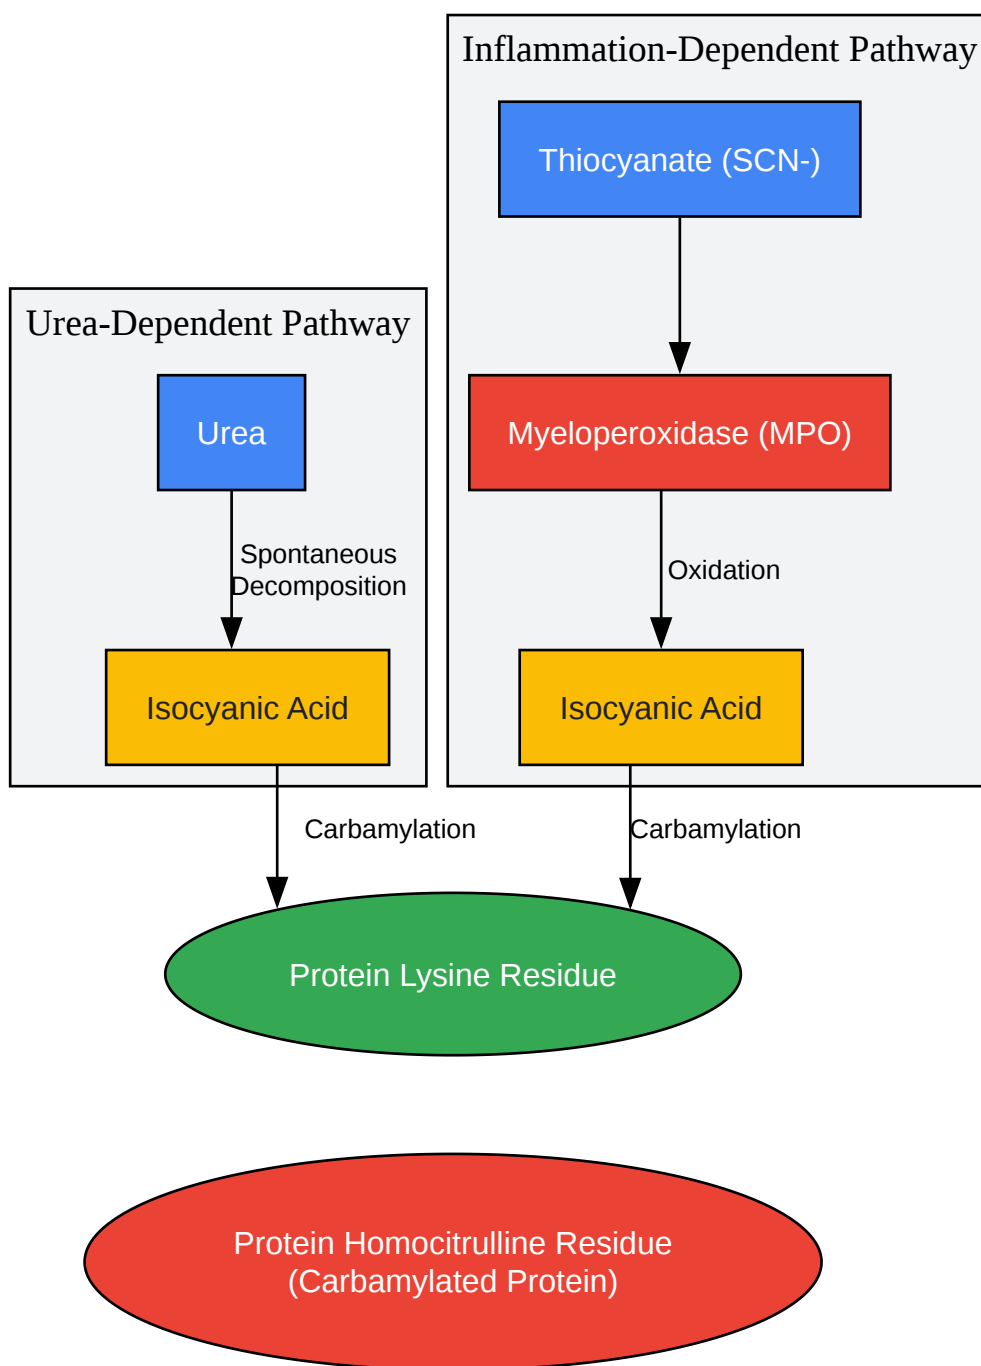 Inflammation-Dependent Pathway
Thiocyanate (SCN-)
Urea-Dependent Pathway
Urea
Myeloperoxidase (MPO)
Spontaneous
Decomposition
Oxidation
Isocyanic Acid
Isocyanic Acid
Carbamylation
Carbamylation
Protein Lysine Residue
Protein Homocitrulline Residue
(Carbamylated Protein)